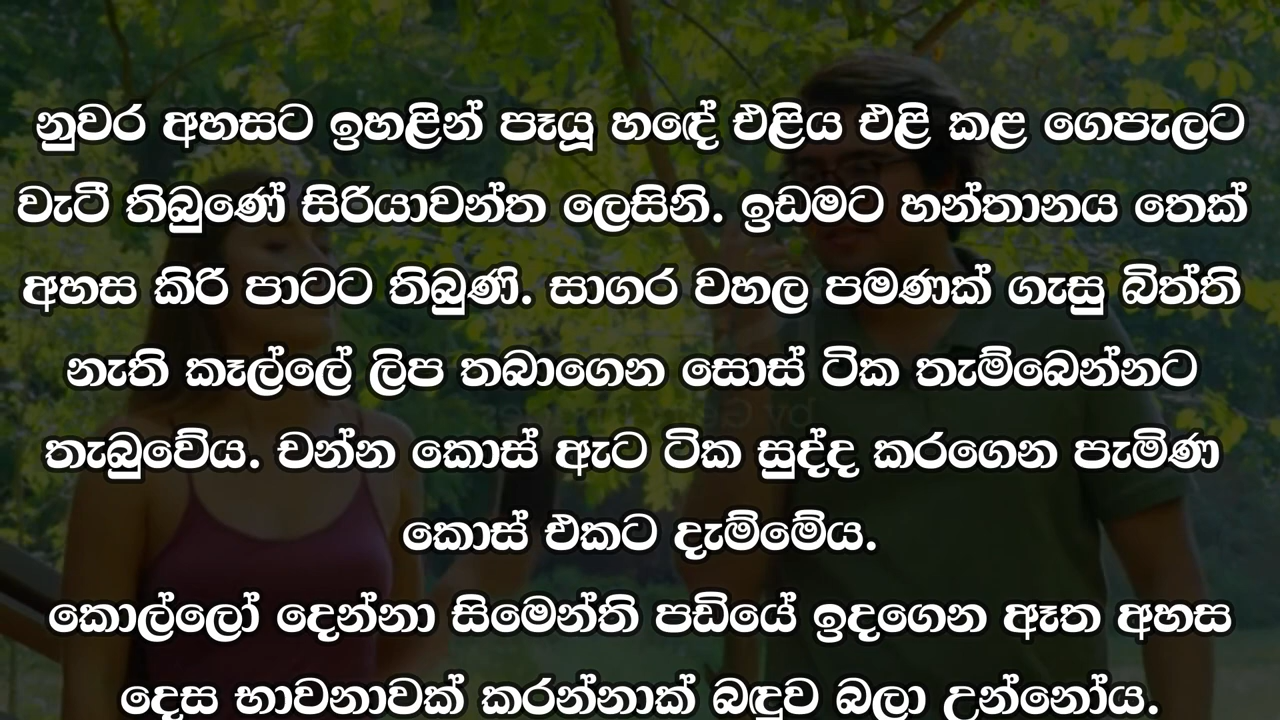 නුවර අහසට ඉහළින් පෑයූ හඳේ එළිය එළි කළ ගෙපැලට
වැටී තිබුණේ සිරියාවන්ත ලෙසිනි. ඉඩමට හන්තානය තෙක්
අහස කිරි පාටට තිබුණි. සාගර වහල පමණක් ගැසු බිත්ති
නැති කෑල්ලේ ලිප තබාගෙන සොස් ටික තැම්බෙන්නට
තැබුවේය. චන්න කොස් ඇට ටික සුද්ද කරගෙන පැමිණ
කොස් එකට දැම්මේය.
කොල්ලෝ දෙන්නා සිමෙන්ති පඩියේ ඉදගෙන ඈත අහස
දෙස භාවනාවක් කරන්නාක් බඳුව බලා උන්නෝය.